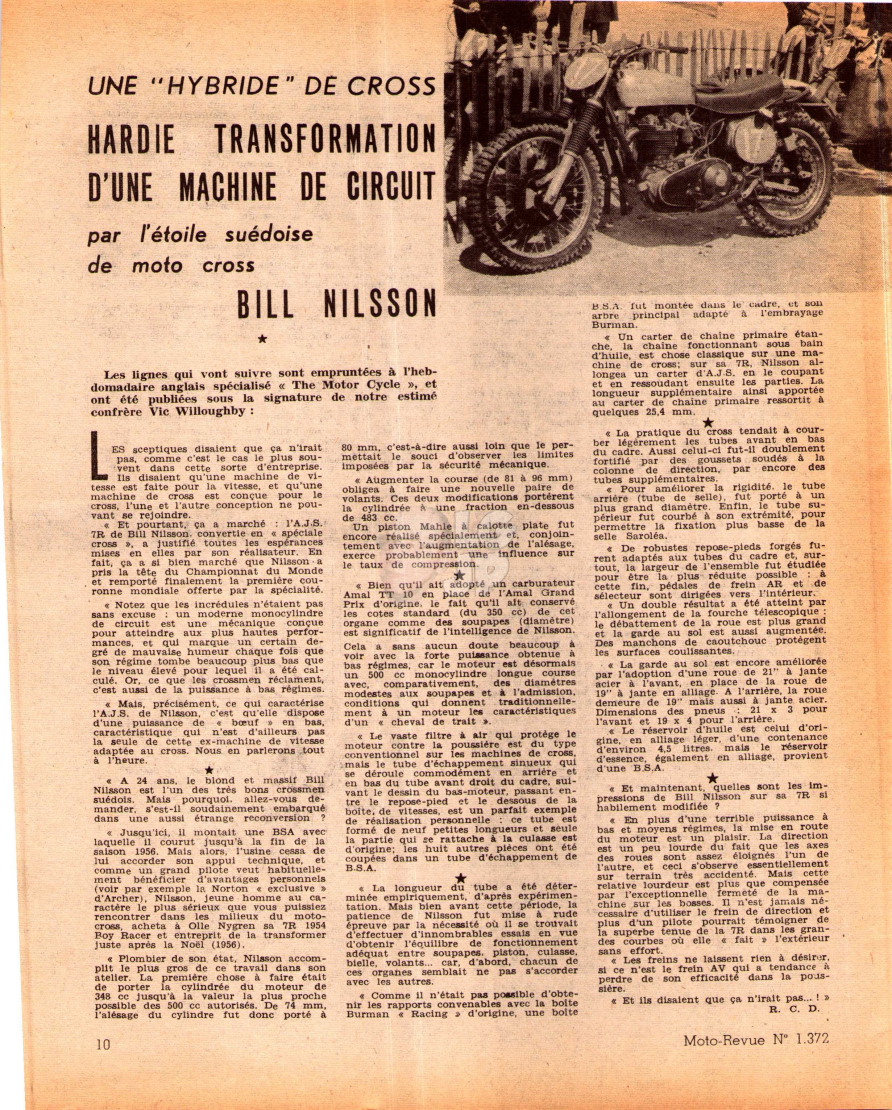 UNE "HYBRIDE" DE CROSS
HARDIE TRANSFORMATION
D'UNE MACHINE DE CIRCUIT
par l'étoile suédoise
de moto cross
BILL NILSSON
Les lignes qui vont suivre sont empruntées à l'heb-
domadaire anglais spécialisé « The Motor Cycle », et
ont été publiées sous la signature de notre estimé
confrère Vic Willoughby :
LES sceptiques disaient que ça n'irait
pas, comme c'est le cas le plus sou-
vent dans cette sorte d'entreprise.
Ils disaient qu'une machine de vi-
tesse est faite pour la vitesse, et qu'une
machine de cross est conçue pour le
cross, l'une et l'autre conception ne pou-
vant se rejoindre.
« Et pourtant, ça a marché : l'A.J.S.
7R de Bill Nilsson, convertie en « spéciale
cross », a justifié toutes les espérances
mises en elles par son réalisateur. En
fait, ça a si bien marché que Nilsson a
pris la tête du Championnat du Monde
et remporté finalement la première cou-
ronne mondiale offerte par la spécialité.
« Notez que les incrédules n'étaient pas
sans excuse : un moderne monocylindre
de circuit est une mécanique conçue
pour atteindre aux plus hautes perfor-
mances, et qui marque un certain de-
gré de mauvaise humeur chaque fois que
son régime tombe beaucoup plus bas que
le niveau élevé pour lequel il a été cal-
culé. Or, ce que les crossmen réclament,
c'est aussi de la puissance à bas régimes.
« Mais, précisément, ce qui caractérise
l'A.J.S. de Nilsson, c'est qu'elle dispose
d'une puissance de « bœuf » en bas,
caractéristique qui n'est d'ailleurs pas
la seule de cette ex-machine de vitesse
adaptée au cross. Nous en parlerons tout
à l'heure.
« A 24 ans, le blond et massif Bill
Nilsson est l'un des très bons crossmen
suédois. Mais pourquoi, allez-vous de-
mander, s'est-il soudainement embarqué
dans une aussi étrange reconversion ?
« Jusqu'ici, il montait une BSA avec
laquelle il courut jusqu'à la fin de la
saison 1956. Mais alors, l'usine cessa de
lui accorder son appui technique, et
comme un grand pilote veut habituelle-
ment bénéficier d'avantages personnels
(voir par exemple la Norton « exclusive »
d'Archer), Nilsson, jeune homme au ca-
ractère le plus sérieux que vous puissiez
rencontrer dans les milieux du moto-
cross, acheta à Olle Nygren sa 7R 1954
Boy Racer et entreprit de la transformer
juste après la Noël (1956).
« Plombier de son état, Nilsson accom-
plit le plus gros de ce travail dans son
atelier. La première chose à faire était
de porter la cylindrée du moteur de
348 cc jusqu'à la valeur la plus proche
possible des 500 cc autorisés. De 74 mm,
l'alésage du cylindre fut donc porté à
80 mm, c'est-à-dire aussi loin que le per-
mettait le souci d'observer les limites
imposées par la sécurité mécanique.
« Augmenter la course (de 81 à 96 mm)
obligea à faire une nouvelle paire de
volants. Ces deux modifications portèrent
la cylindrée à une fraction en-dessous
de 483 cc.
Un piston Mahle à calotte plate fut
encore réalisé spécialement et, conjoin-
tement avec l'augmentation de l'alésage,
exerce probablement une influence sur
le taux de compression.
« Bien qu'il ait adopté un carburateur
Amal TT 10 en place de l'Amal Grand
Prix d'origine, le fait qu'il ait conservé
les cotes standard (du 350 cc) de cet
organe comme des soupapes (diamètre)
est significatif de l'intelligence de Nilsson.
Cela a sans aucun doute beaucoup à
voir avec la forte puissance obtenue à
bas régimes, car le moteur est désormais
un 500 cc monocylindre longue course
avec, comparativement, des diamètres
modestes aux soupapes et à l'admission,
conditions qui donnent traditionnelle-
ment à un moteur les caractéristiques
d'un « cheval de trait ».
« Le vaste filtre à air qui protège le
moteur contre la poussière est du type
conventionnel sur les machines de cross,
mais le tube d'échappement sinueux qui
se déroule commodément en arrière et
en bas du tube avant droit du cadre, sui-
vant le dessin du bas-moteur, passant en-
tre le repose-pied et le dessous de la
boîte de vitesses, est un parfait exemple
de réalisation personnelle : ce tube est
formé de neuf petites longueurs et seule
la partie qui se rattache à la culasse est
d'origine; les huit autres pièces ont été
coupées dans un tube d'échappement de
B.S.A.
« La longueur du tube a été déter-
minée empiriquement, d'après expérimen-
tation. Mais bien avant cette période, la
patience de Nilsson fut mise à rude
épreuve par la nécessité où il se trouvait
d'effectuer d'innombrables essais en vue
d'obtenir l'équilibre de fonctionnement
adéquat entre soupapes, piston, culasse,
bielle, volants... car, d'abord, chacun de
ces organes semblait ne pas s'accorder
avec les autres.
« Comme il n'était pas possible d'obte-
nir les rapports convenables avec la boîte
Burman « Racing » d'origine, une boîte
B.S.A. fut montée dans le cadre, et son
arbre principal adapté à l'embrayage
Burman.
« Un carter de chaîne primaire étan-
che, la chaîne fonctionnant sous bain
d'huile, est chose classique sur une ma-
chine de cross; sur sa 7R, Nilsson al-
longea un carter d'A.J.S. en le coupant
et en ressoudant ensuite les parties. La
longueur supplémentaire ainsi apportée
au carter de chaîne primaire ressortit à
quelques 25,4 mm.
« La pratique du cross tendait à cour-
ber légèrement les tubes avant en bas
du cadre. Aussi celui-ci fut-il doublement
fortifié par des goussets soudés à la
colonne de direction, par encore des
tubes supplémentaires.
« Pour améliorer la rigidité, le tube
arrière (tube de selle), fut porté à un
plus grand diamètre. Enfin, le tube su-
périeur fut courbé à son extrémité, pour
permettre la fixation plus basse de la
selle Saroléa.
« De robustes repose-pieds forgés fu-
rent adaptés aux tubes du cadre et, sur-
tout, la largeur de l'ensemble fut étudiée
pour être la plus réduite possible : à
cette fin, pédales de frein AR et de
sélecteur sont dirigées vers l'intérieur.
« Un double résultat a été atteint par
l'allongement de la fourche télescopique :
le débattement de la roue est plus grand
et la garde au sol est aussi augmentée.
Des manchons de caoutchouc protègent
les surfaces coulissantes.
« La garde au sol est encore améliorée
par l'adoption d'une roue de 21" à jante
acier à l'avant, en place de la roue de
19" à jante en alliage. A l'arrière, la roue
demeure de 19" mais aussi à jante acier.
Dimensions des pneus : 21 x 3 pour
l'avant et 19 x 4 pour l'arrière.
« Le réservoir d'huile est celui d'ori-
gine, en alliage léger, d'une contenance
d'environ 4,5 litres, mais le réservoir
d'essence, également en alliage, provient
d'une B.S.A.
« Et maintenant, quelles sont les im-
pressions de Bill Nilsson sur sa 7R si
habilement modifiée ?
« En plus d'une terrible puissance à
bas et moyens régimes, la mise en route
du moteur est un plaisir. La direction
est un peu lourde du fait que les axes
des roues sont assez éloignés l'un de
l'autre, et ceci s'observe essentiellement
sur terrain très accidenté. Mais cette
relative lourdeur est plus que compensée
par l'exceptionnelle fermeté de la ma-
chine sur les bosses. Il n'est jamais né-
cessaire d'utiliser le frein de direction et
plus d'un pilote pourrait témoigner de
la superbe tenue de la 7R dans les gran-
des courbes où elle « fait » l'extérieur
sans effort.
« Les freins ne laissent rien à désirer,
si ce n'est le frein AV qui a tendance à
perdre de son efficacité dans la pous-
sière.
« Et ils disaient que ça n'irait pas... ! »
R. C. D.
10
Moto-Revue N° 1.372